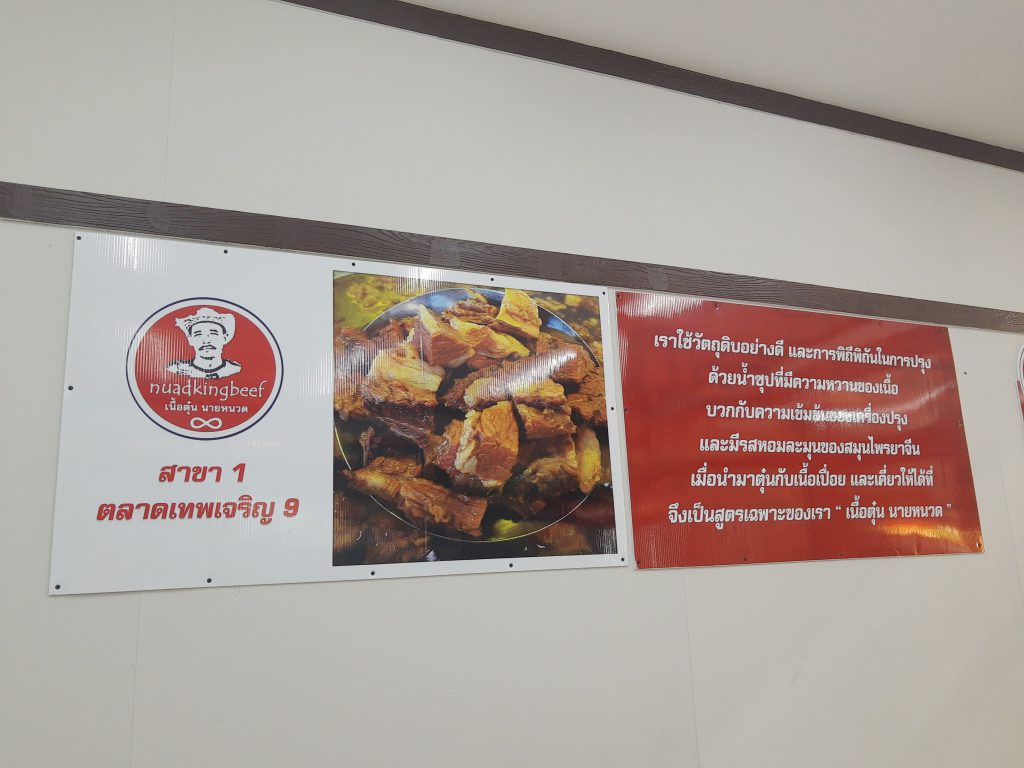 nuadkingbeef
เนื้อตุ๋น นายหนวด
สาขา 1
ตลาดเทพเจริญ 9
เราใช้วัตถุดิบอย่างดี และการพิถีพิถันในการปรุง
ด้วยน้ำซุปที่มีความหวานของเนื้อ
บวกกับความเข้มข้นของเครื่องปรุง
และมีรสหอมละมุนของสมุนไพรยาจีน
เมื่อนำมาตุ๋นกับเนื้อเปื่อย และเคี่ยวให้ได้ที่
จึงเป็นสูตรเฉพาะของเรา “ เนื้อตุ๋น นายหนวด ”